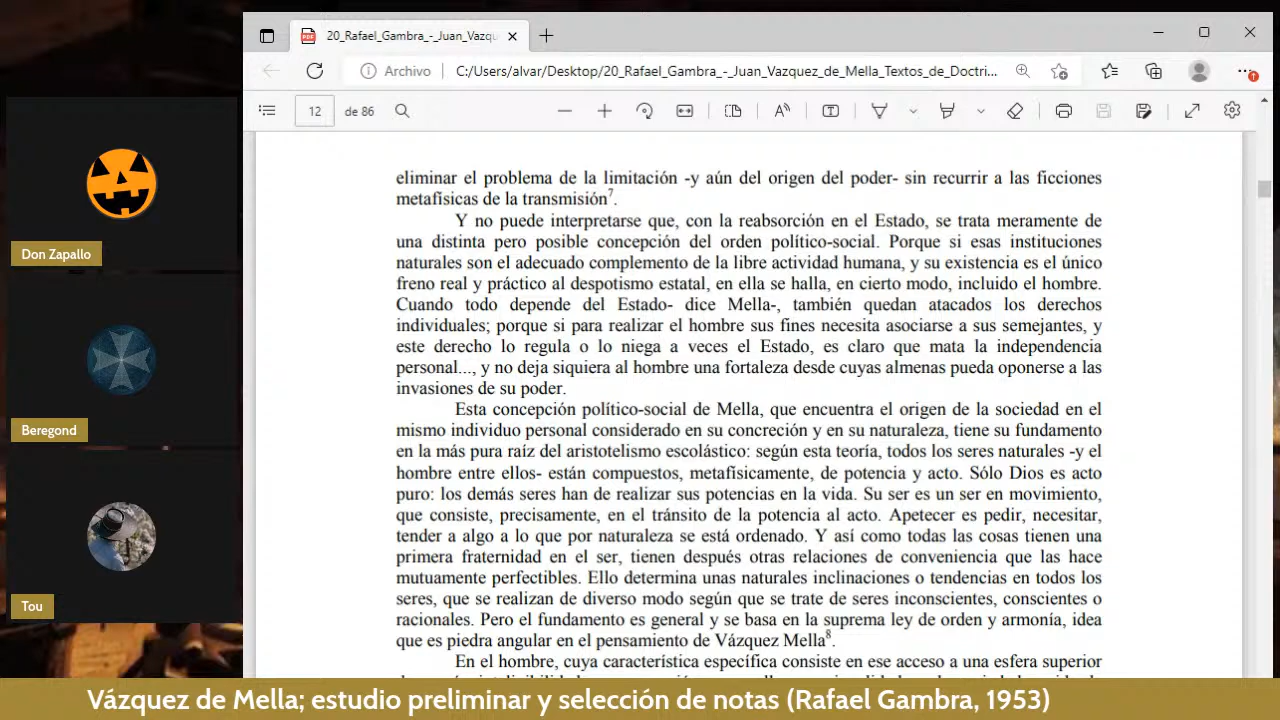 20_Rafael_Gambra_-_Juan_Vazqu
Archivo
C:/Users/alvar/Desktop/20_Rafael_Gambra_-_Juan_Vazquez_de_Mella_Textos_de_Doctri...
12 de 86
eliminar el problema de la limitación -y aún del origen del poder- sin recurrir a las ficciones
metafísicas de la transmisión7.
Y no puede interpretarse que, con la reabsorción en el Estado, se trata meramente de
una distinta pero posible concepción del orden político-social. Porque si esas instituciones
naturales son el adecuado complemento de la libre actividad humana, y su existencia es el único
freno real y práctico al despotismo estatal, en ella se halla, en cierto modo, incluido el hombre.
Cuando todo depende del Estado- dice Mella-, también quedan atacados los derechos
individuales; porque si para realizar el hombre sus fines necesita asociarse a sus semejantes, y
este derecho lo regula o lo niega a veces el Estado, es claro que mata la independencia
personal..., y no deja siquiera al hombre una fortaleza desde cuyas almenas pueda oponerse a las
invasiones de su poder.
Esta concepción político-social de Mella, que encuentra el origen de la sociedad en el
mismo individuo personal considerado en su concreción y en su naturaleza, tiene su fundamento
en la más pura raíz del aristotelismo escolástico: según esta teoría, todos los seres naturales -y el
hombre entre ellos- están compuestos, metafísicamente, de potencia y acto. Sólo Dios es acto
puro: los demás seres han de realizar sus potencias en la vida. Su ser es un ser en movimiento,
que consiste, precisamente, en el tránsito de la potencia al acto. Apetecer es pedir, necesitar,
tender a algo a lo que por naturaleza se está ordenado. Y así como todas las cosas tienen una
primera fraternidad en el ser, tienen después otras relaciones de conveniencia que las hace
mutuamente perfectibles. Ello determina unas naturales inclinaciones o tendencias en todos los
seres, que se realizan de diverso modo según que se trate de seres inconscientes, conscientes o
racionales. Pero el fundamento es general y se basa en la suprema ley de orden y armonía, idea
que es piedra angular en el pensamiento de Vázquez Mella8.
En el hombre, cuya característica específica consiste en ese acceso a una esfera superior
Don Zapallo
Beregond
Tou
Vázquez de Mella; estudio preliminar y selección de notas (Rafael Gambra, 1953)